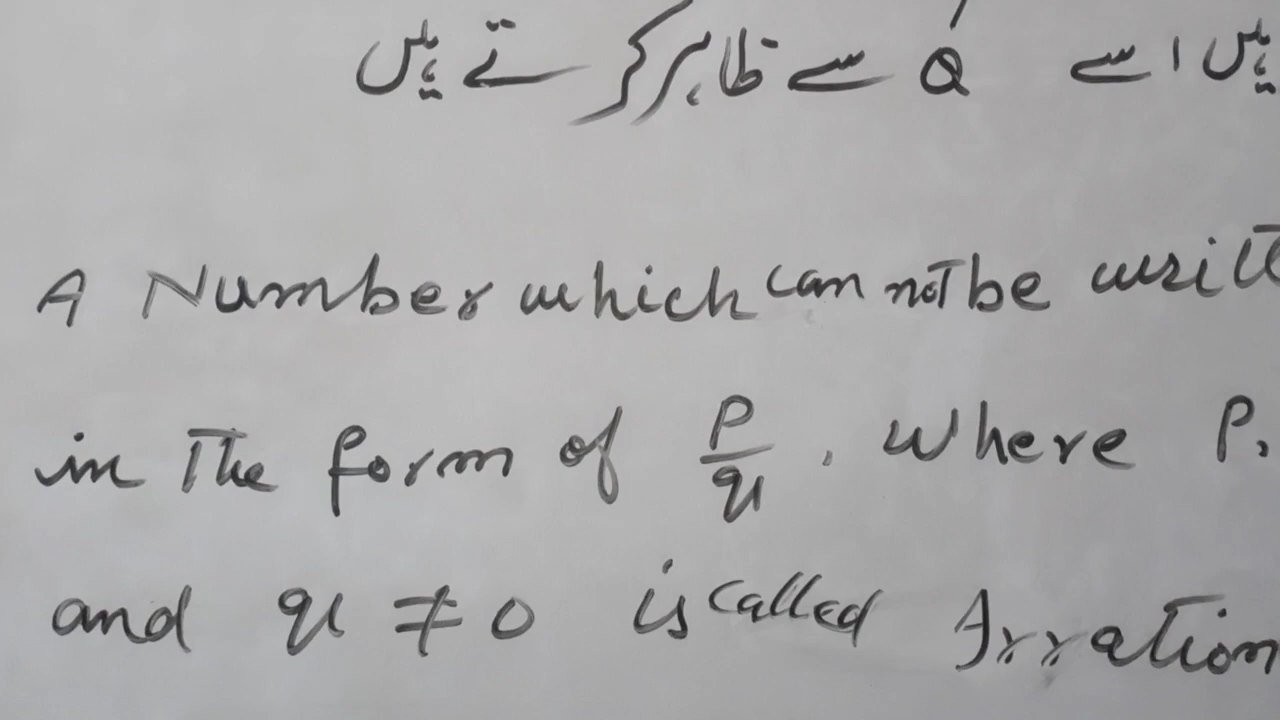 ہیں اسے Q' سے ظاہر کرتے ہیں
A Number which can not be writt
in the form of p/q . where P,
and q ≠ 0 is called Irration